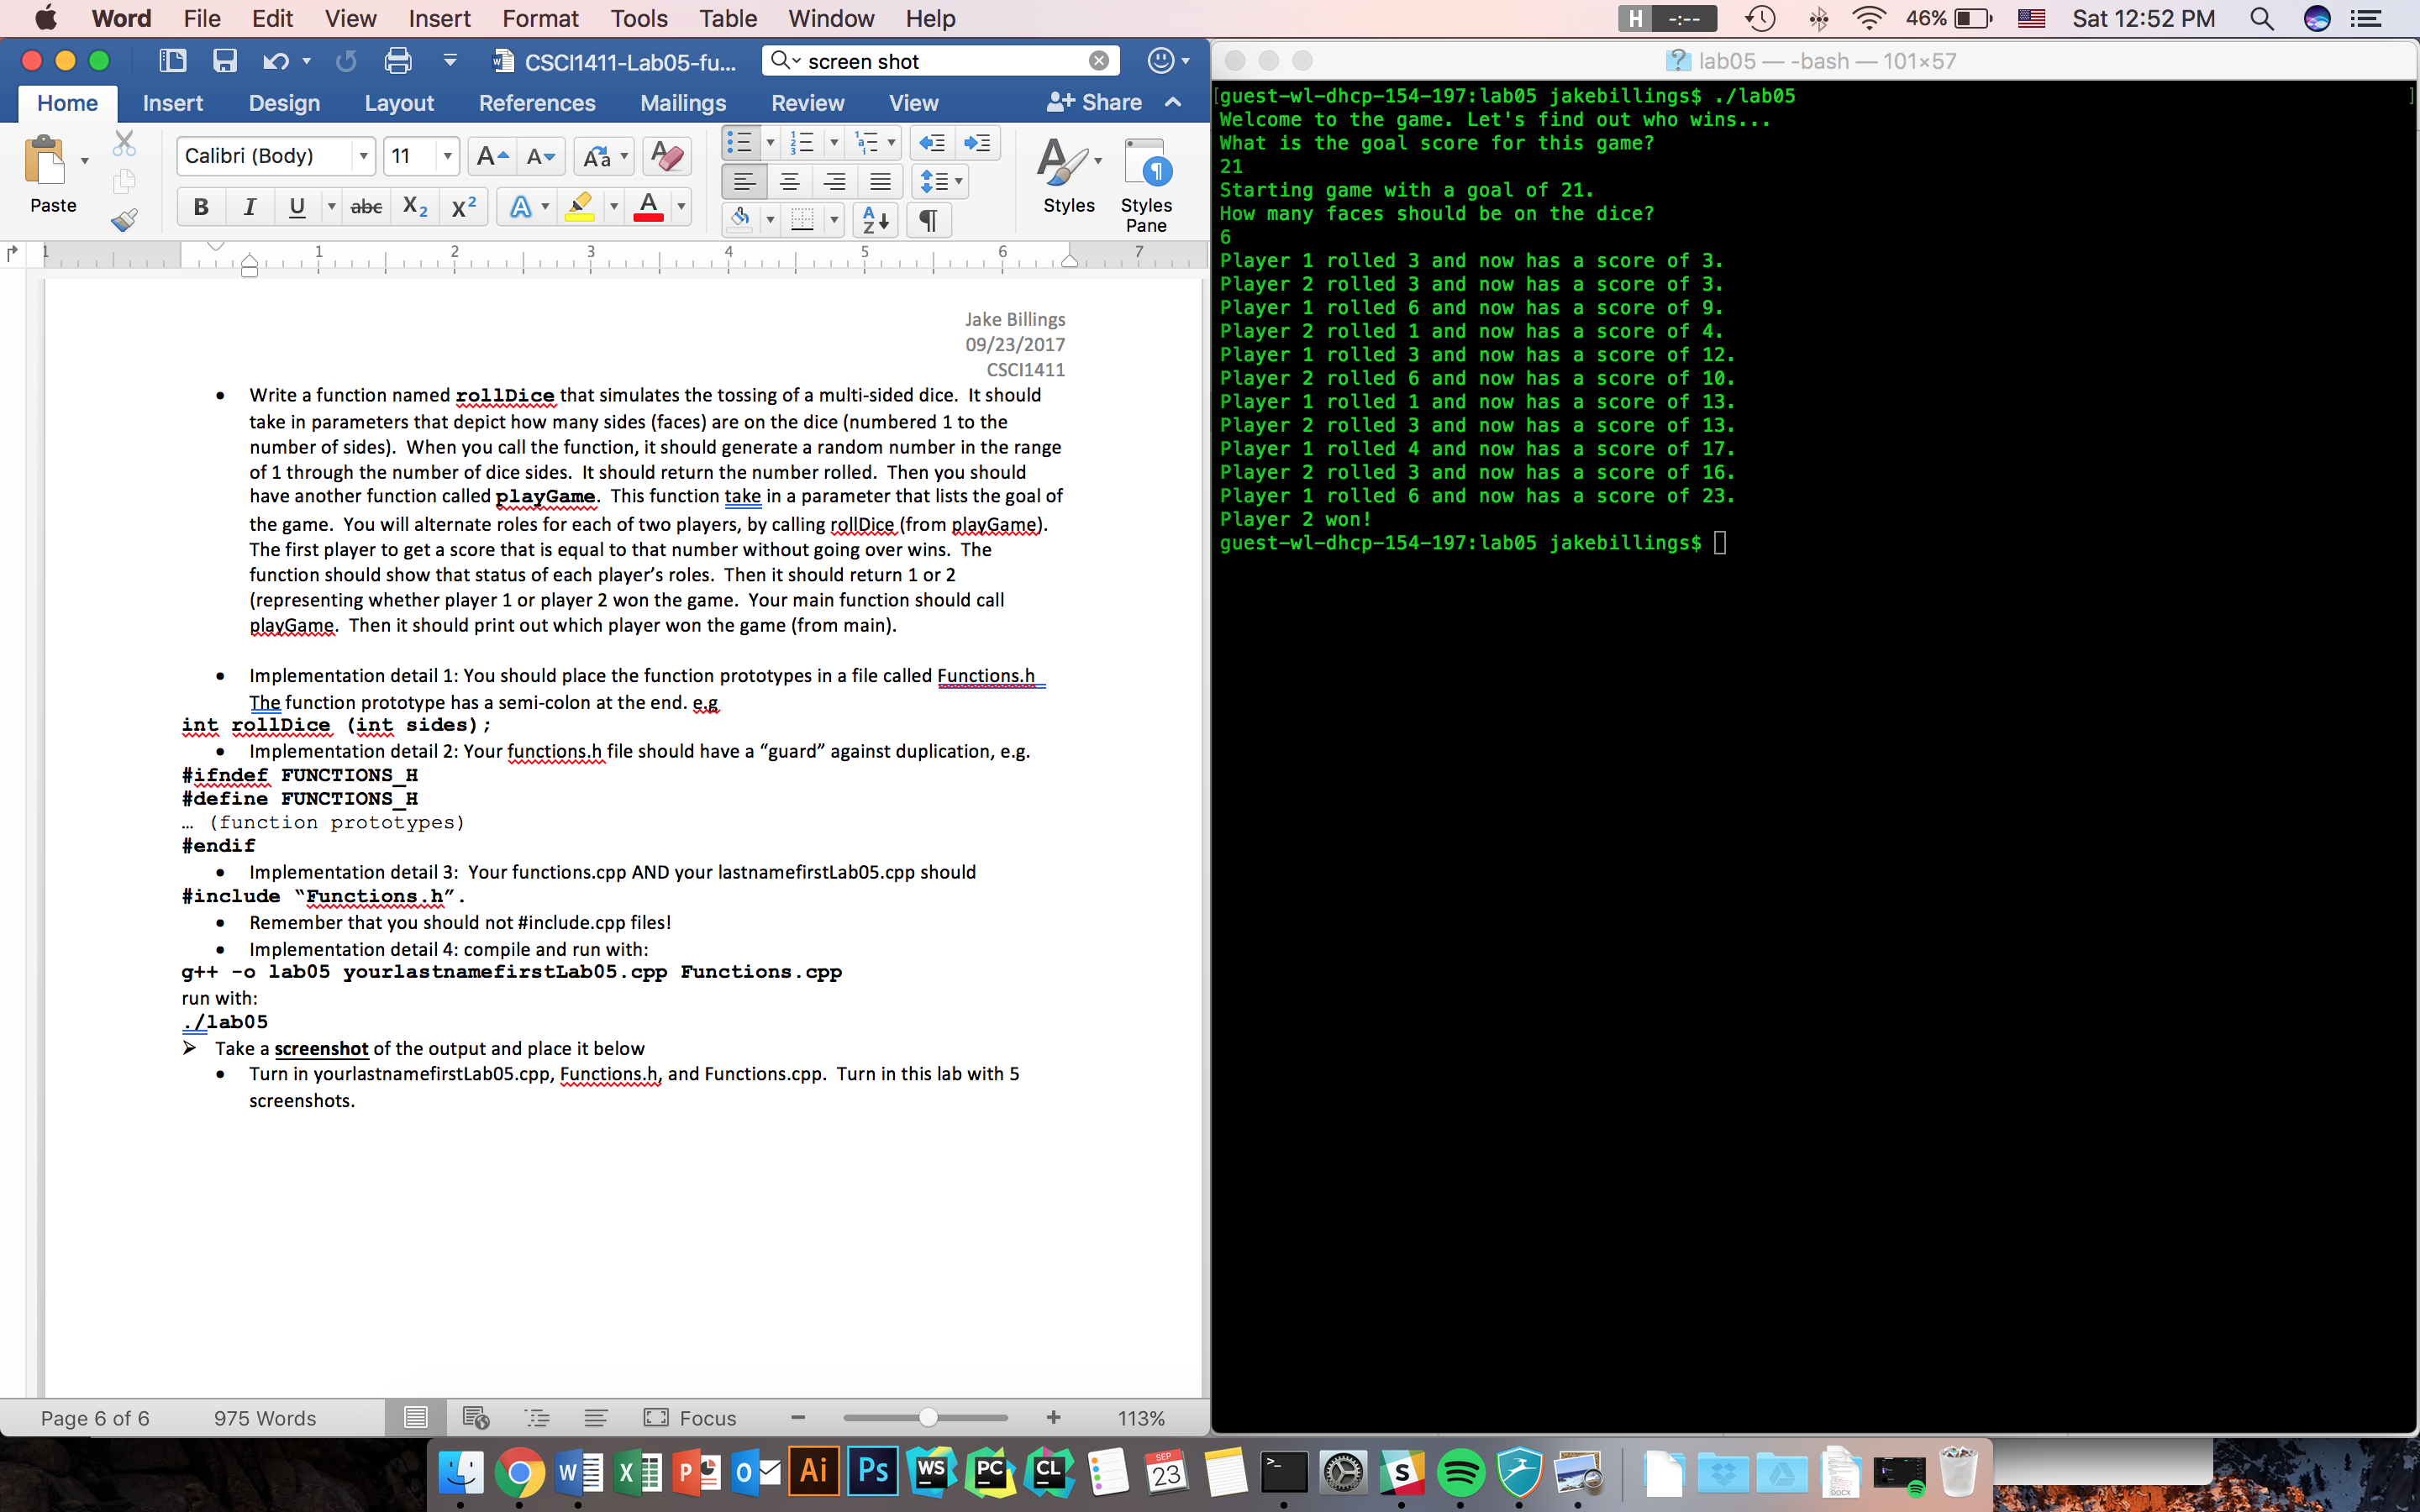 Word File Edit View Insert Format Tools Table Window Help
H -:-- 46% Sat 12:52 PM
CSCI1411-Lab05-fu... screen shot
Home Insert Design Layout References Mailings Review View Share
Paste
Calibri (Body) 11
Styles
Styles Pane
1 1 2 3 4 5 6 7
Jake Billings
09/23/2017
CSCI1411
• Write a function named rollDice that simulates the tossing of a multi-sided dice. It should
take in parameters that depict how many sides (faces) are on the dice (numbered 1 to the
number of sides). When you call the function, it should generate a random number in the range
of 1 through the number of dice sides. It should return the number rolled. Then you should
have another function called playGame. This function take in a parameter that lists the goal of
the game. You will alternate roles for each of two players, by calling rollDice (from playGame).
The first player to get a score that is equal to that number without going over wins. The
function should show that status of each player's roles. Then it should return 1 or 2
(representing whether player 1 or player 2 won the game. Your main function should call
playGame. Then it should print out which player won the game (from main).
• Implementation detail 1: You should place the function prototypes in a file called Functions.h
The function prototype has a semi-colon at the end. e.g
int rollDice (int sides);
• Implementation detail 2: Your functions.h file should have a “guard” against duplication, e.g.
#ifndef FUNCTIONS_H
#define FUNCTIONS_H
… (function prototypes)
#endif
• Implementation detail 3: Your functions.cpp AND your lastnamefirstLab05.cpp should
#include “Functions.h”.
• Remember that you should not #include.cpp files!
• Implementation detail 4: compile and run with:
g++ -o lab05 yourlastnamefirstLab05.cpp Functions.cpp
run with:
./lab05
➢ Take a screenshot of the output and place it below
• Turn in yourlastnamefirstLab05.cpp, Functions.h, and Functions.cpp. Turn in this lab with 5
screenshots.
Page 6 of 6 975 Words Focus 113%
lab05 — -bash — 101×57
guest-wl-dhcp-154-197:lab05 jakebillings$ ./lab05
Welcome to the game. Let's find out who wins...
What is the goal score for this game?
21
Starting game with a goal of 21.
How many faces should be on the dice?
6
Player 1 rolled 3 and now has a score of 3.
Player 2 rolled 3 and now has a score of 3.
Player 1 rolled 6 and now has a score of 9.
Player 2 rolled 1 and now has a score of 4.
Player 1 rolled 3 and now has a score of 12.
Player 2 rolled 6 and now has a score of 10.
Player 1 rolled 1 and now has a score of 13.
Player 2 rolled 3 and now has a score of 13.
Player 1 rolled 4 and now has a score of 17.
Player 2 rolled 3 and now has a score of 16.
Player 1 rolled 6 and now has a score of 23.
Player 2 won!
guest-wl-dhcp-154-197:lab05 jakebillings$
W X P O Ai Ps WS PC CL SEP 23 S DOCX